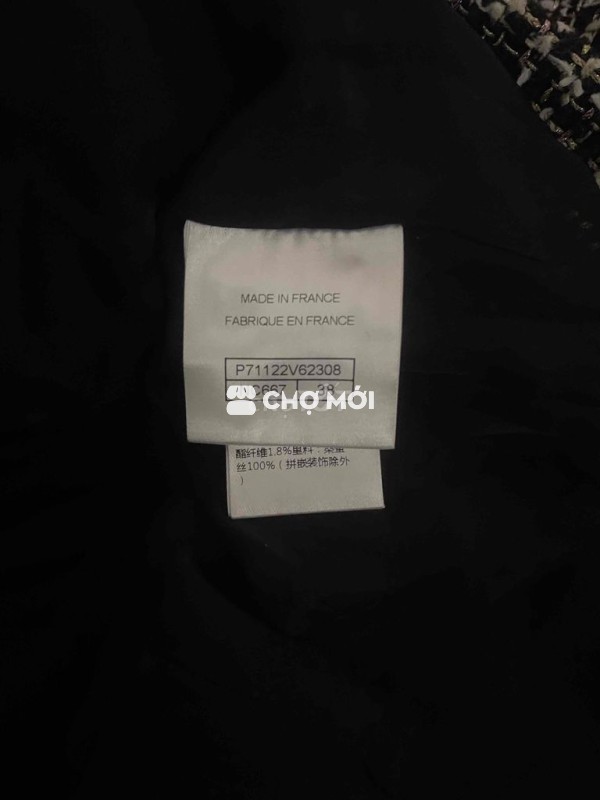 MADE IN FRANCE
FABRIQUE EN FRANCE
P71122V62308
38
CHỢ MỚI
酯纤维1.8%里料：桑蚕
丝100%（拼嵌装饰除外
）